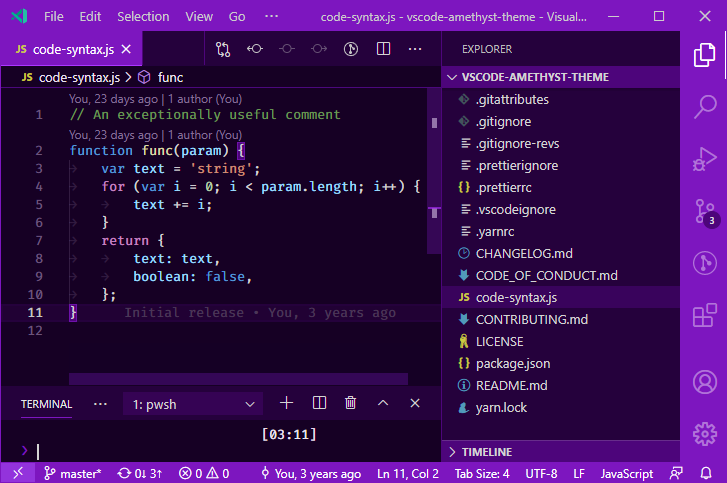 File Edit Selection View Go ··· code-syntax.js - vscode-amethyst-theme - Visual...
JS code-syntax.js
JS code-syntax.js > func
You, 23 days ago | 1 author (You)
1 // An exceptionally useful comment
You, 23 days ago | 1 author (You)
2 function func(param) {
3 var text = 'string';
4 for (var i = 0; i < param.length; i++) {
5 text += i;
6 }
7 return {
8 text: text,
9 boolean: false,
10 };
11 } Initial release • You, 3 years ago
12
TERMINAL ··· 1: pwsh
[03:11]
>
EXPLORER
VSCODE-AMETHYST-THEME
.gitattributes
.gitignore
.gitignore-revs
.prettierignore
{} .prettierrc
.vscodeignore
.yarnrc
CHANGELOG.md
CODE_OF_CONDUCT.md
JS code-syntax.js
CONTRIBUTING.md
LICENSE
package.json
README.md
yarn.lock
TIMELINE
3
master* 0↓ 3↑ 0 0 You, 3 years ago Ln 11, Col 2 Tab Size: 4 UTF-8 LF JavaScript